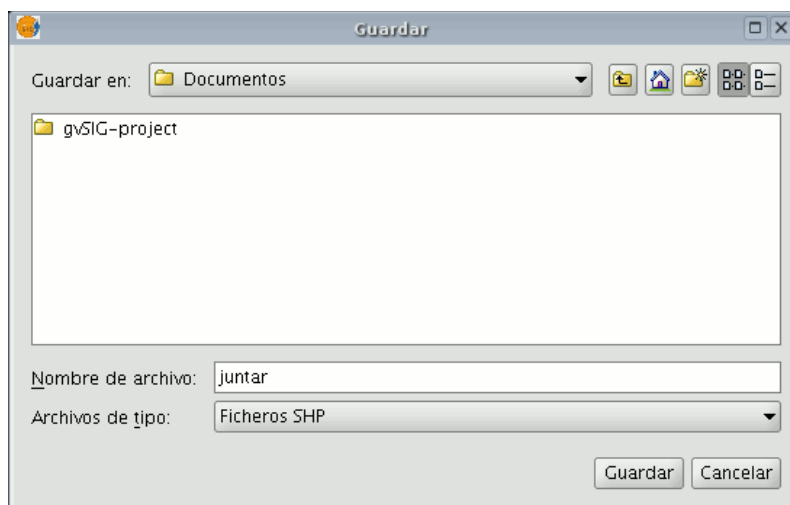 Guardar
Guardar en: Documentos
gvSIG-project
Nombre de archivo: juntar
Archivos de tipo: Ficheros SHP
Guardar Cancelar